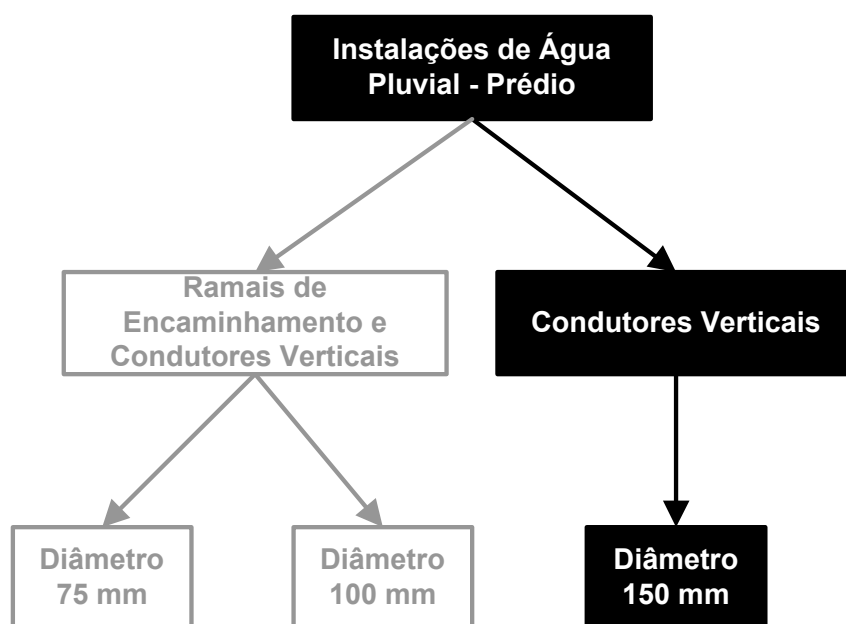 Instalações de Água
Pluvial - Prédio
Ramais de
Encaminhamento e
Condutores Verticais
Condutores Verticais
Diâmetro
75 mm
Diâmetro
100 mm
Diâmetro
150 mm